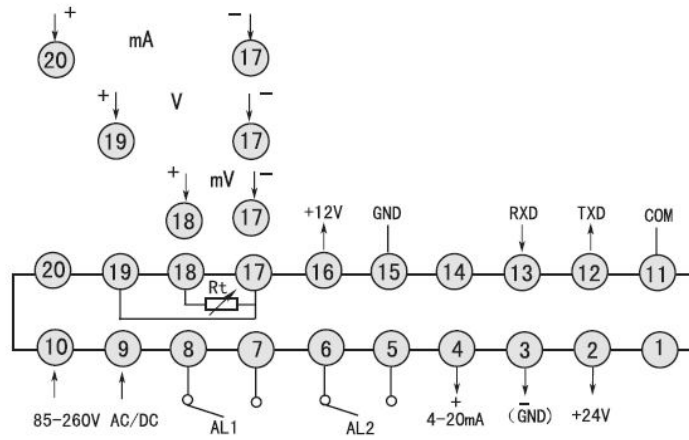 + mA −
20 17
+ V −
19 17
+ mV −
18 17
+12V GND RXD TXD COM
20 19 18 17 16 15 14 13 12 11
Rt
10 9 8 7 6 5 4 3 2 1
+ −
85-260V AC/DC AL1 AL2 4-20mA (GND) +24V